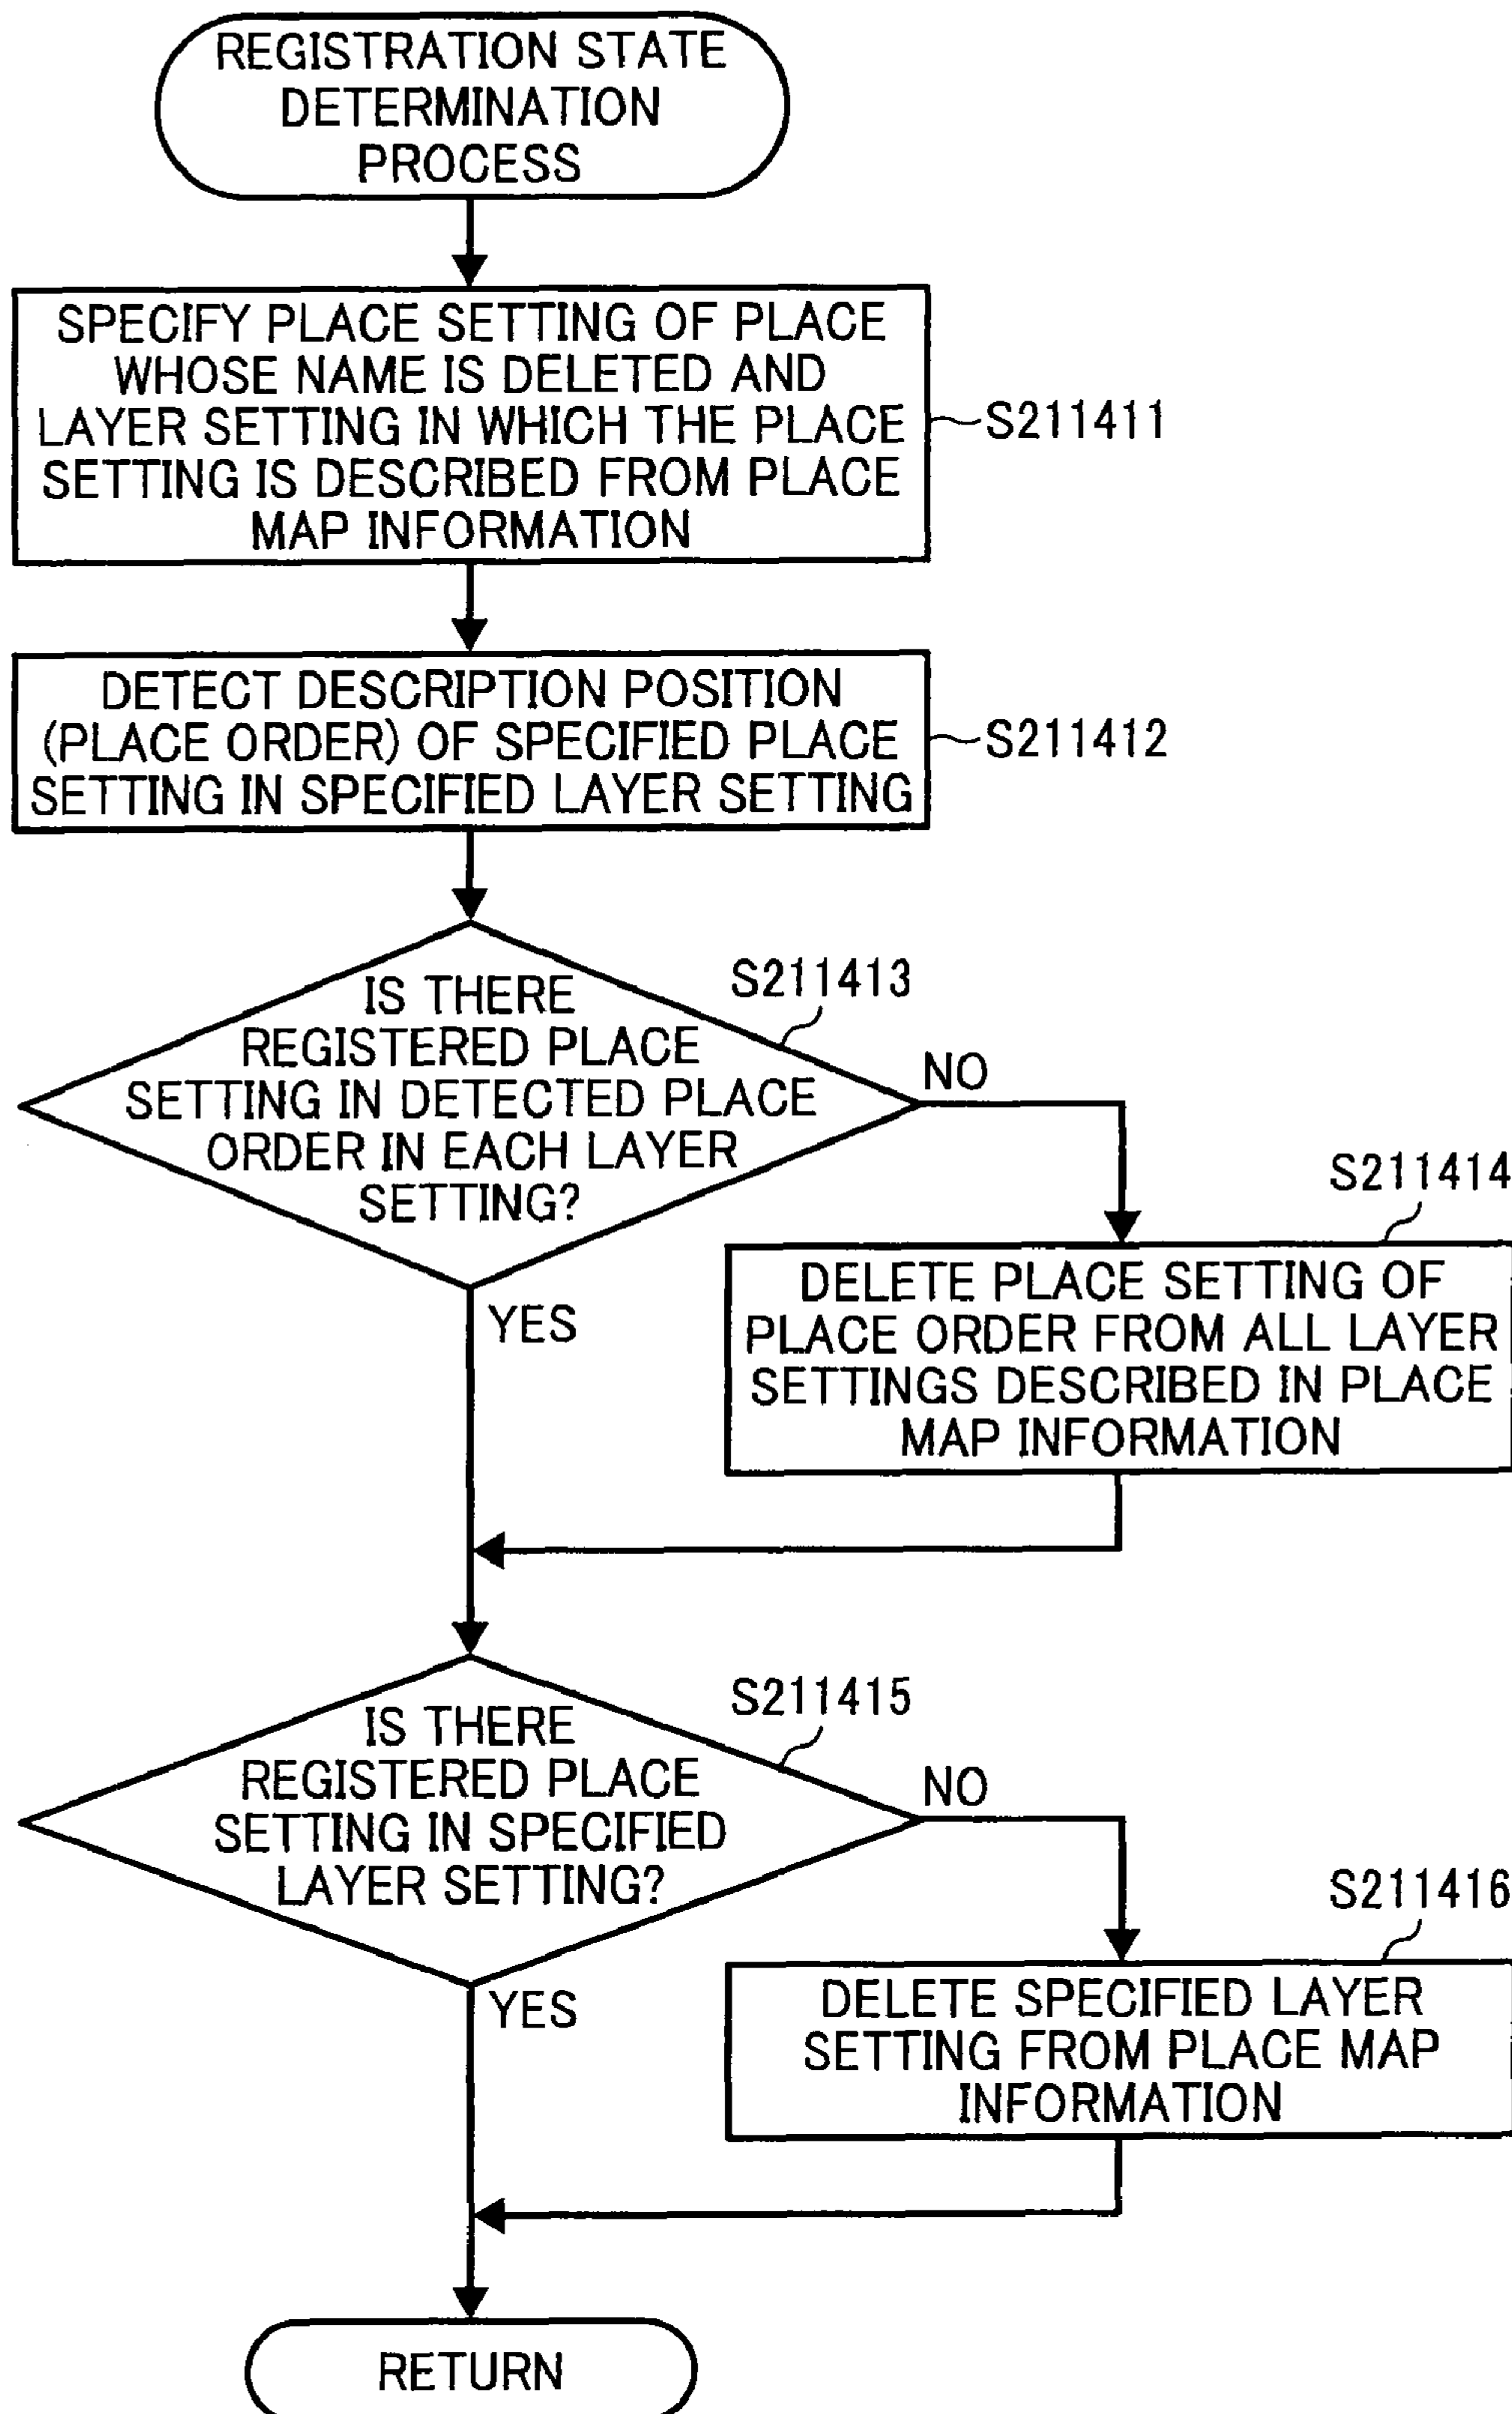 REGISTRATION STATE
DETERMINATION
PROCESS
SPECIFY PLACE SETTING OF PLACE
WHOSE NAME IS DELETED AND
LAYER SETTING IN WHICH THE PLACE
SETTING IS DESCRIBED FROM PLACE
MAP INFORMATION
S211411
DETECT DESCRIPTION POSITION
(PLACE ORDER) OF SPECIFIED PLACE
SETTING IN SPECIFIED LAYER SETTING
S211412
IS THERE
REGISTERED PLACE
SETTING IN DETECTED PLACE
ORDER IN EACH LAYER
SETTING?
S211413
NO
YES
S211414
DELETE PLACE SETTING OF
PLACE ORDER FROM ALL LAYER
SETTINGS DESCRIBED IN PLACE
MAP INFORMATION
IS THERE
REGISTERED PLACE
SETTING IN SPECIFIED
LAYER SETTING?
S211415
NO
YES
S211416
DELETE SPECIFIED LAYER
SETTING FROM PLACE MAP
INFORMATION
RETURN